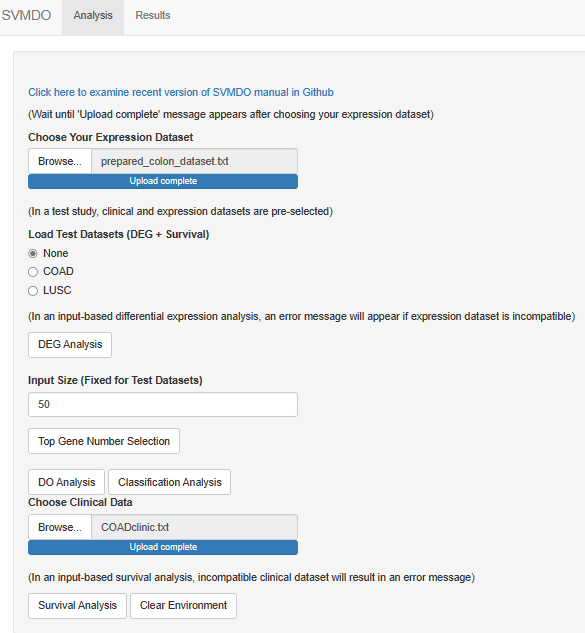 SVMDO Analysis Results
Click here to examine recent version of SVMDO manual in Github
(Wait until 'Upload complete' message appears after choosing your expression dataset)
Choose Your Expression Dataset
Browse... prepared_colon_dataset.txt
Upload complete
(In a test study, clinical and expression datasets are pre-selected)
Load Test Datasets (DEG + Survival)
None
COAD
LUSC
(In an input-based differential expression analysis, an error message will appear if expression dataset is incompatible)
DEG Analysis
Input Size (Fixed for Test Datasets)
50
Top Gene Number Selection
DO Analysis Classification Analysis
Choose Clinical Data
Browse... COADclinic.txt
Upload complete
(In an input-based survival analysis, incompatible clinical dataset will result in an error message)
Survival Analysis Clear Environment